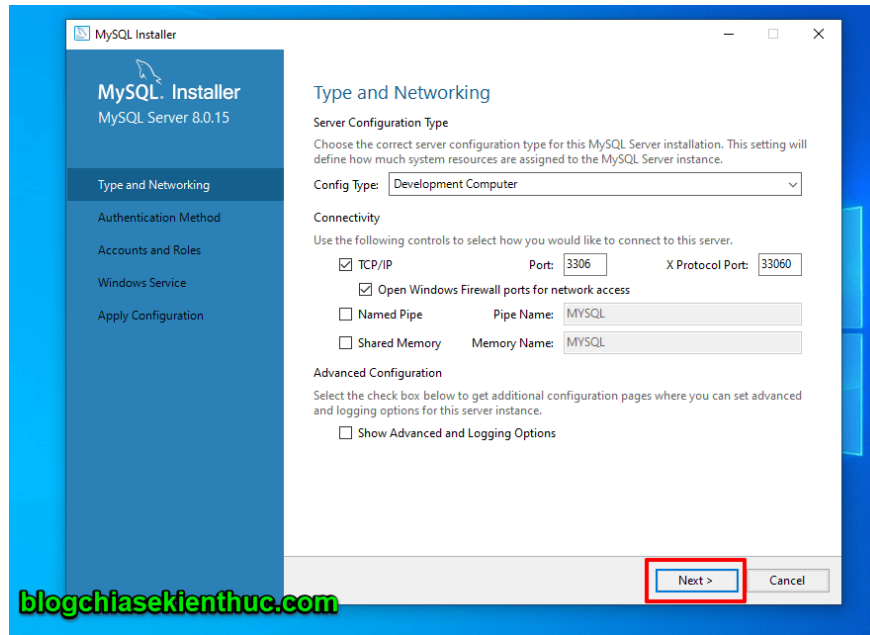 MySQL Installer
MySQL. Installer
MySQL Server 8.0.15
Type and Networking
Authentication Method
Accounts and Roles
Windows Service
Apply Configuration
Type and Networking
Server Configuration Type
Choose the correct server configuration type for this MySQL Server installation. This setting will
define how much system resources are assigned to the MySQL Server instance.
Config Type: Development Computer
Connectivity
Use the following controls to select how you would like to connect to this server.
TCP/IP Port: 3306 X Protocol Port: 33060
Open Windows Firewall ports for network access
Named Pipe Pipe Name: MYSQL
Shared Memory Memory Name: MYSQL
Advanced Configuration
Select the check box below to get additional configuration pages where you can set advanced
and logging options for this server instance.
Show Advanced and Logging Options
Next > Cancel
blogchiasekienthuc.com